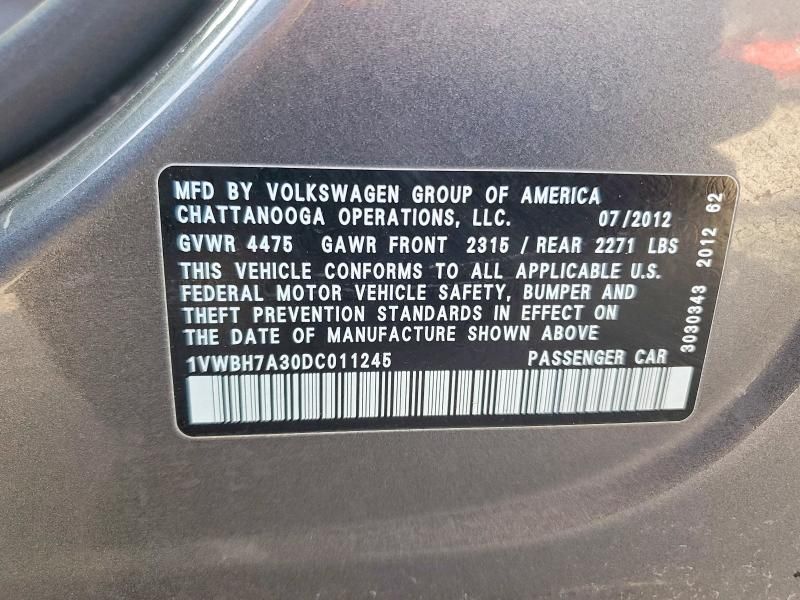 MFD BY VOLKSWAGEN GROUP OF AMERICA
CHATTANOOGA OPERATIONS, LLC. 07/2012
GVWR 4475 GAWR FRONT 2315 / REAR 2271 LBS
THIS VEHICLE CONFORMS TO ALL APPLICABLE U.S.
FEDERAL MOTOR VEHICLE SAFETY, BUMPER AND
THEFT PREVENTION STANDARDS IN EFFECT ON
THE DATE OF MANUFACTURE SHOWN ABOVE
1VWBH7A30DC011245 PASSENGER CAR
3030343 2012 62